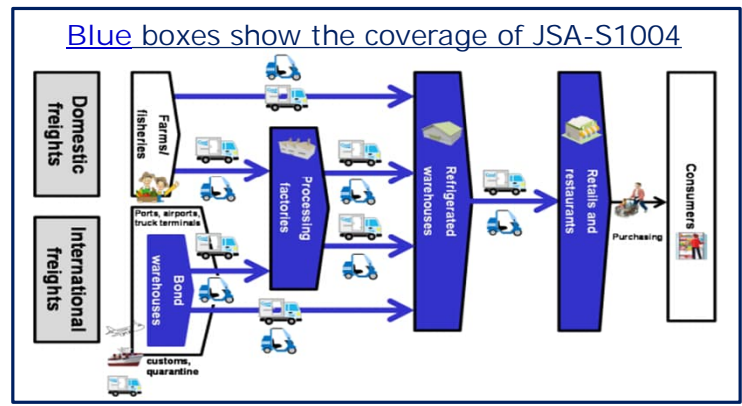 Blue boxes show the coverage of JSA-S1004
Domestic
freights
Farms/
fisheries
Processing
factories
Refrigerated
warehouses
Retails and
restaurants
Purchasing
Consumers
International
freights
Ports, airports,
truck terminals
Bond
warehouses
customs,
quarantine